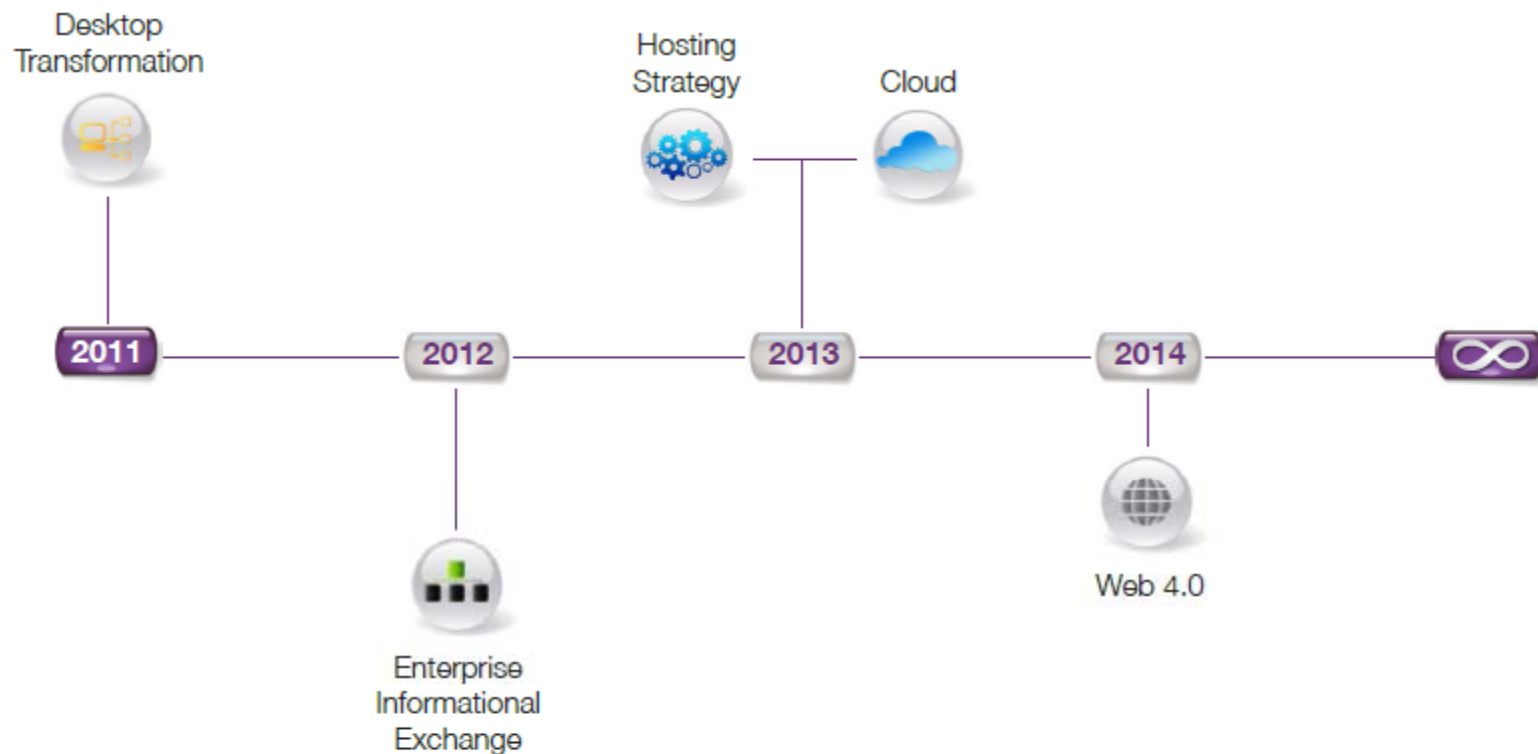 Desktop
Transformation
Hosting
Strategy
Cloud
2011
2012
2013
2014
Web 4.0
Enterprise
Informational
Exchange